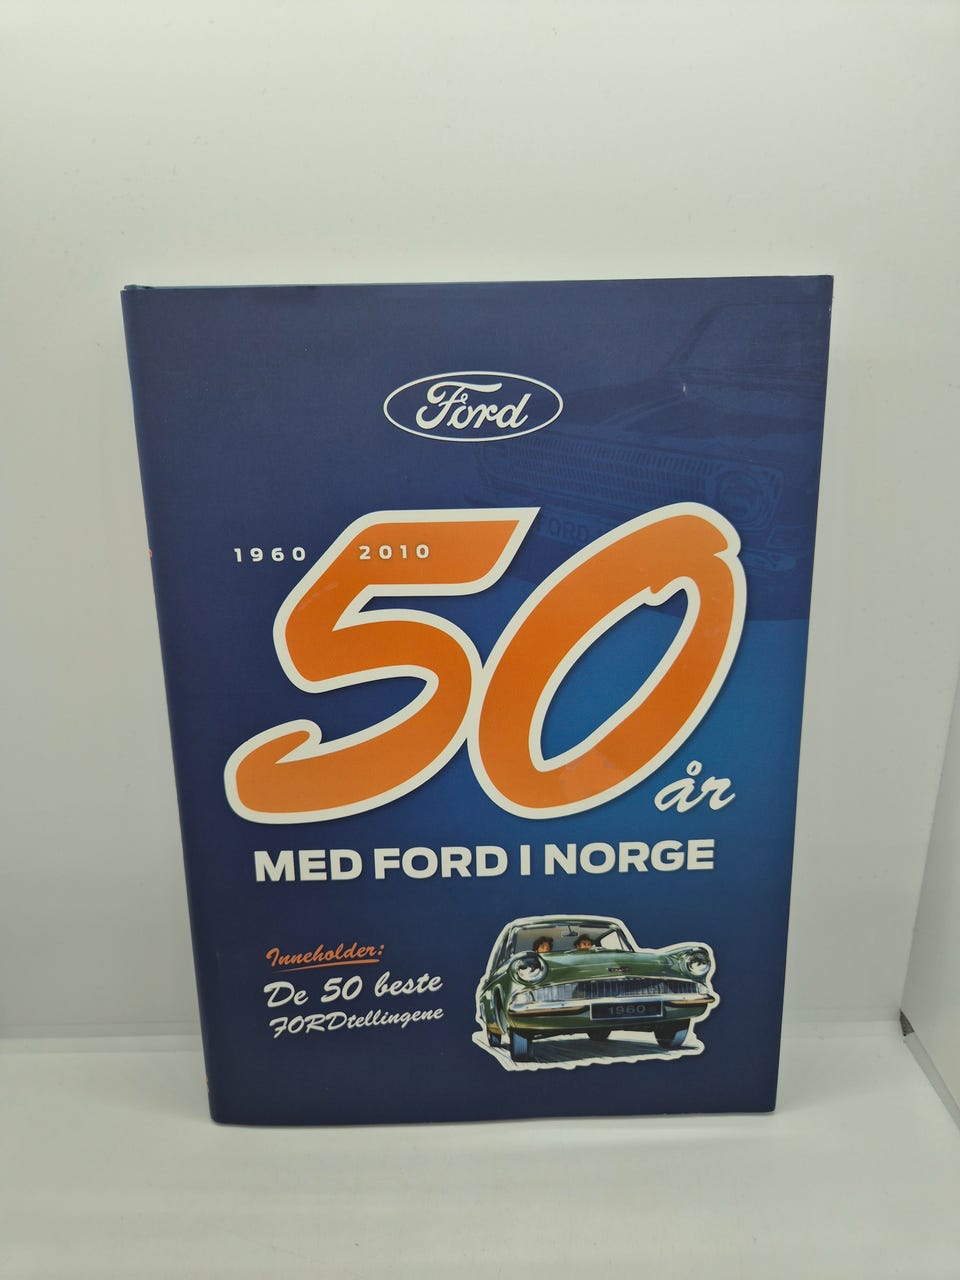 Ford
1960 2010
50
år
MED FORD I NORGE
Inneholder:
De 50 beste
FORDtellingene
1960